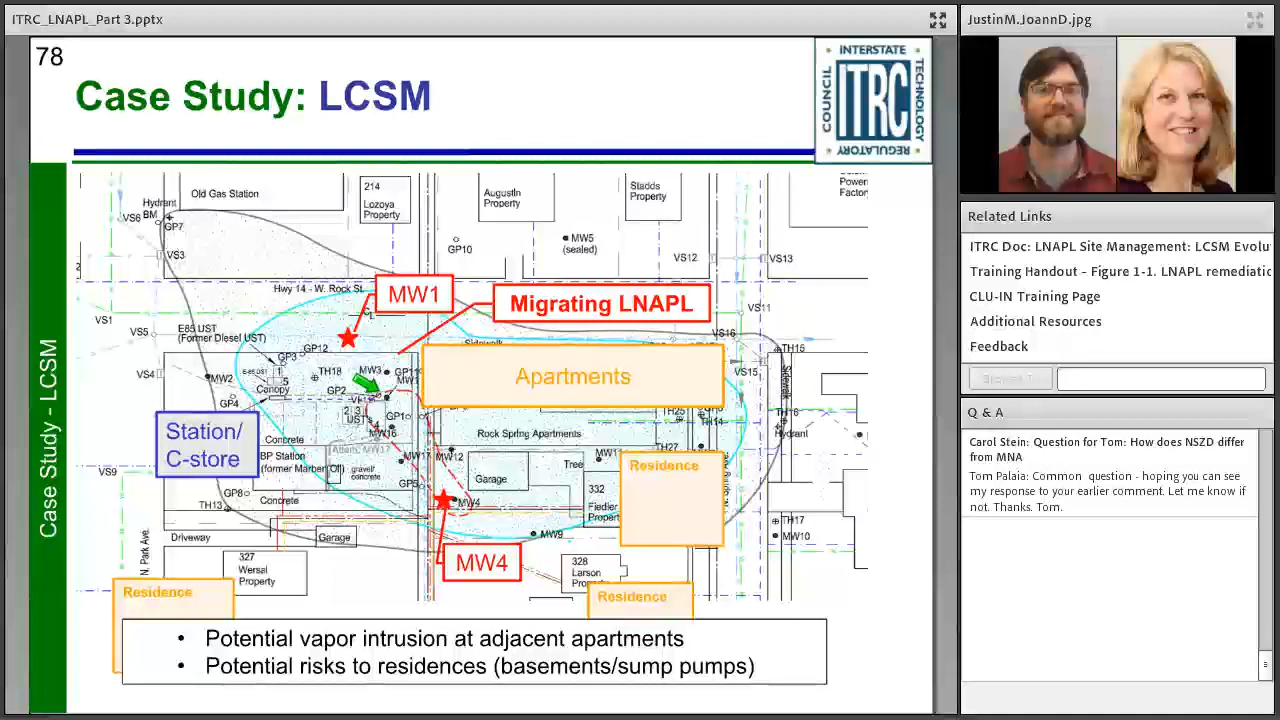 ITRC_LNAPL_Part 3.pptx
JustinM.JoannD.jpg
78
Case Study: LCSM
INTERSTATE
COUNCIL
ITRC
TECHNOLOGY
REGULATORY
Case Study - LCSM
Old Gas Station
214
Lozoya
Property
Augustin
Property
Stadds
Property
Power
Factory
Hydrant
BM
VS6
GP7
VS3
GP10
MW5
(sealed)
VS12
VS13
Hwy 14 - W. Rock St.
MW1
Migrating LNAPL
VS1
VS5
E85 UST
(Former Diesel UST)
VS11
VS16
Sidewalk
GP12
GP3
TH15
VS4
MW2
TH18
MW3
GP11
VS15
Apartments
GP2
Canopy
GP4
GP1
TH25
TH14
TH16
Hydrant
Sidewalk
Station/
C-store
UST's
MW16
Concrete
Rock Spring Apartments
TH27
BP Station
(former Marben Oil)
MW17
MW12
Tree
Residence
VS9
gravel/
concrete
GP5
Garage
332
Fiedler
Property
GP8
Concrete
TH13
MW4
TH17
MW10
Driveway
Garage
MW9
N. Park Ave.
327
Wersal
Property
MW4
328
Larson
Residence
Residence
• Potential vapor intrusion at adjacent apartments
• Potential risks to residences (basements/sump pumps)
Related Links
ITRC Doc: LNAPL Site Management: LCSM Evolu
Training Handout - Figure 1-1. LNAPL remediatic
CLU-IN Training Page
Additional Resources
Feedback
Q & A
Carol Stein: Question for Tom: How does NSZD differ
from MNA
Tom Palaia: Common question - hoping you can see
my response to your earlier comment. Let me know if
not. Thanks. Tom.